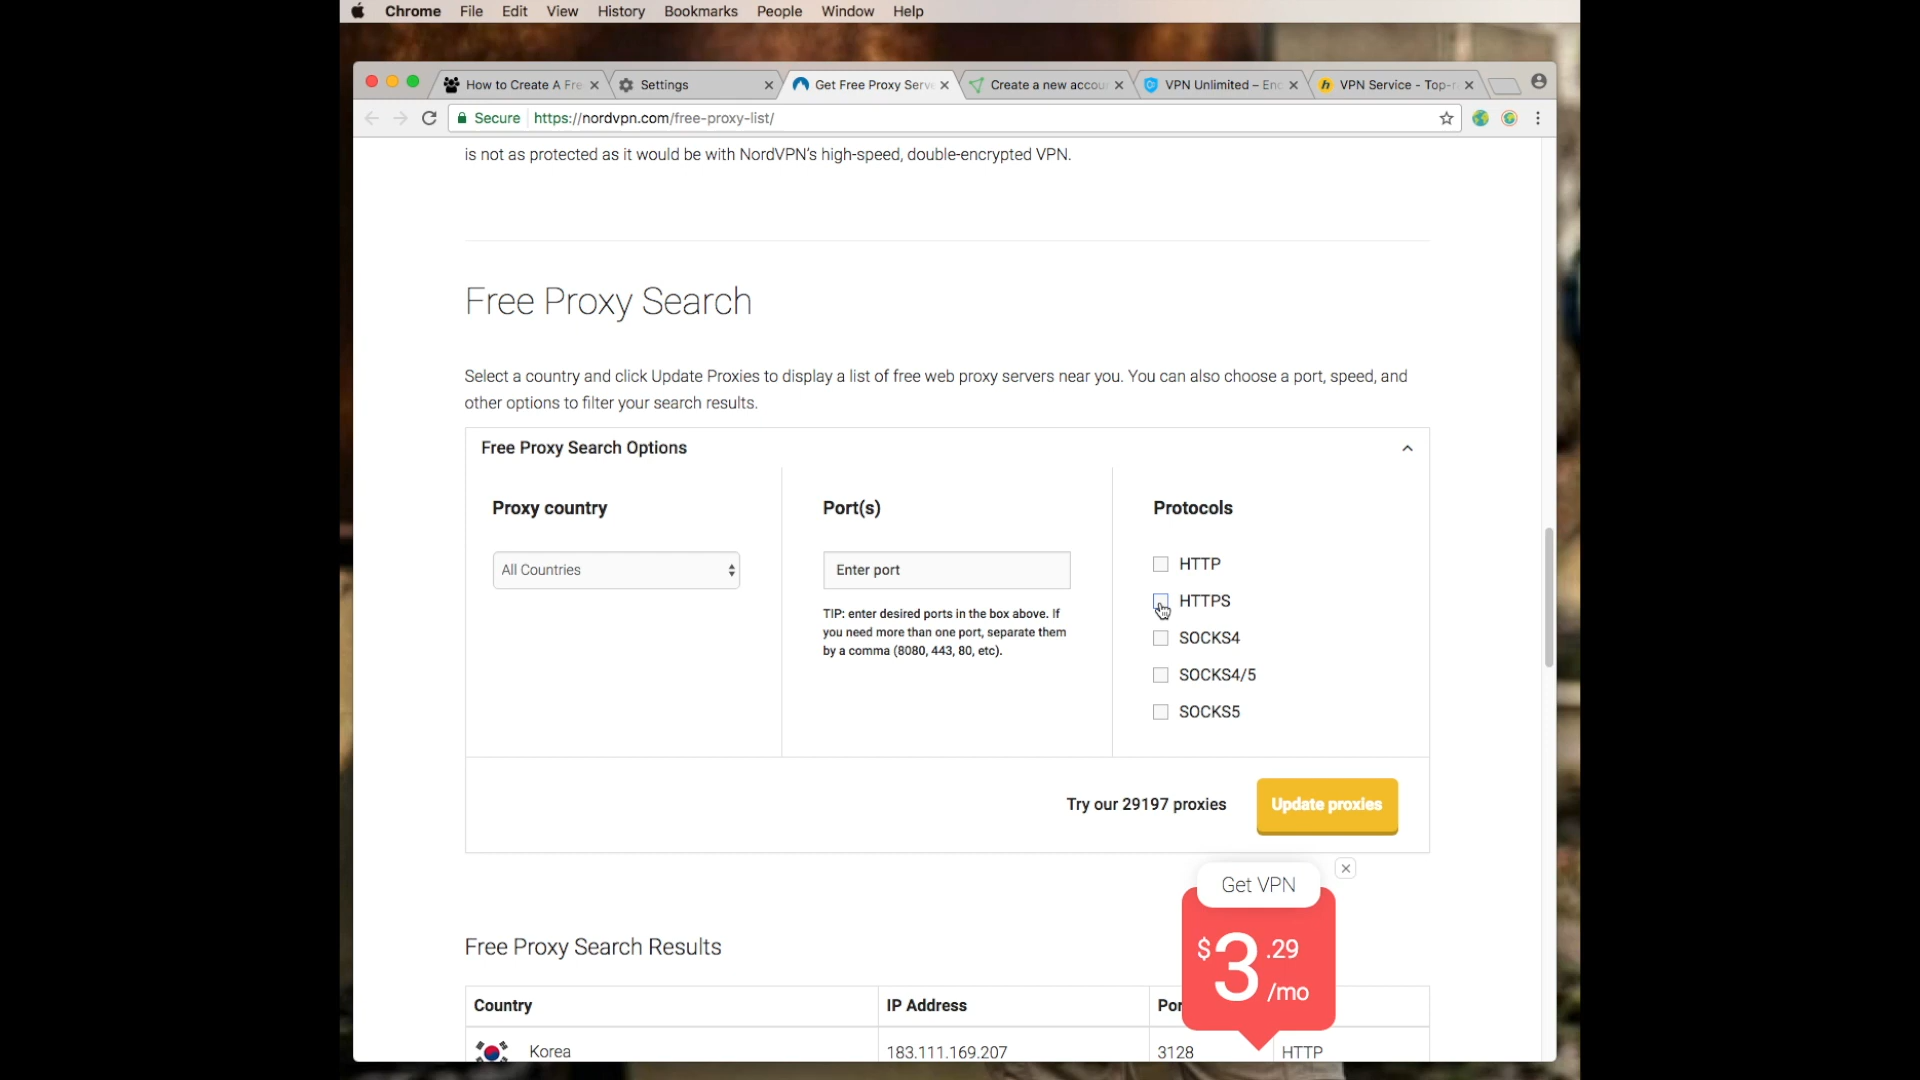 Chrome File Edit View History Bookmarks People Window Help
How to Create A Fre Settings Get Free Proxy Serv Create a new accou VPN Unlimited – Enc VPN Service - Top-r
Secure https://nordvpn.com/free-proxy-list/
is not as protected as it would be with NordVPN's high-speed, double-encrypted VPN.
Free Proxy Search
Select a country and click Update Proxies to display a list of free web proxy servers near you. You can also choose a port, speed, and
other options to filter your search results.
Free Proxy Search Options
Proxy country Port(s) Protocols
All Countries Enter port HTTP
HTTPS
TIP: enter desired ports in the box above. If
you need more than one port, separate them
by a comma (8080, 443, 80, etc).
SOCKS4
SOCKS4/5
SOCKS5
Try our 29197 proxies Update proxies
Get VPN
$3.29
/mo
Free Proxy Search Results
Country IP Address Por
Korea 183.111.169.207 3128 HTTP